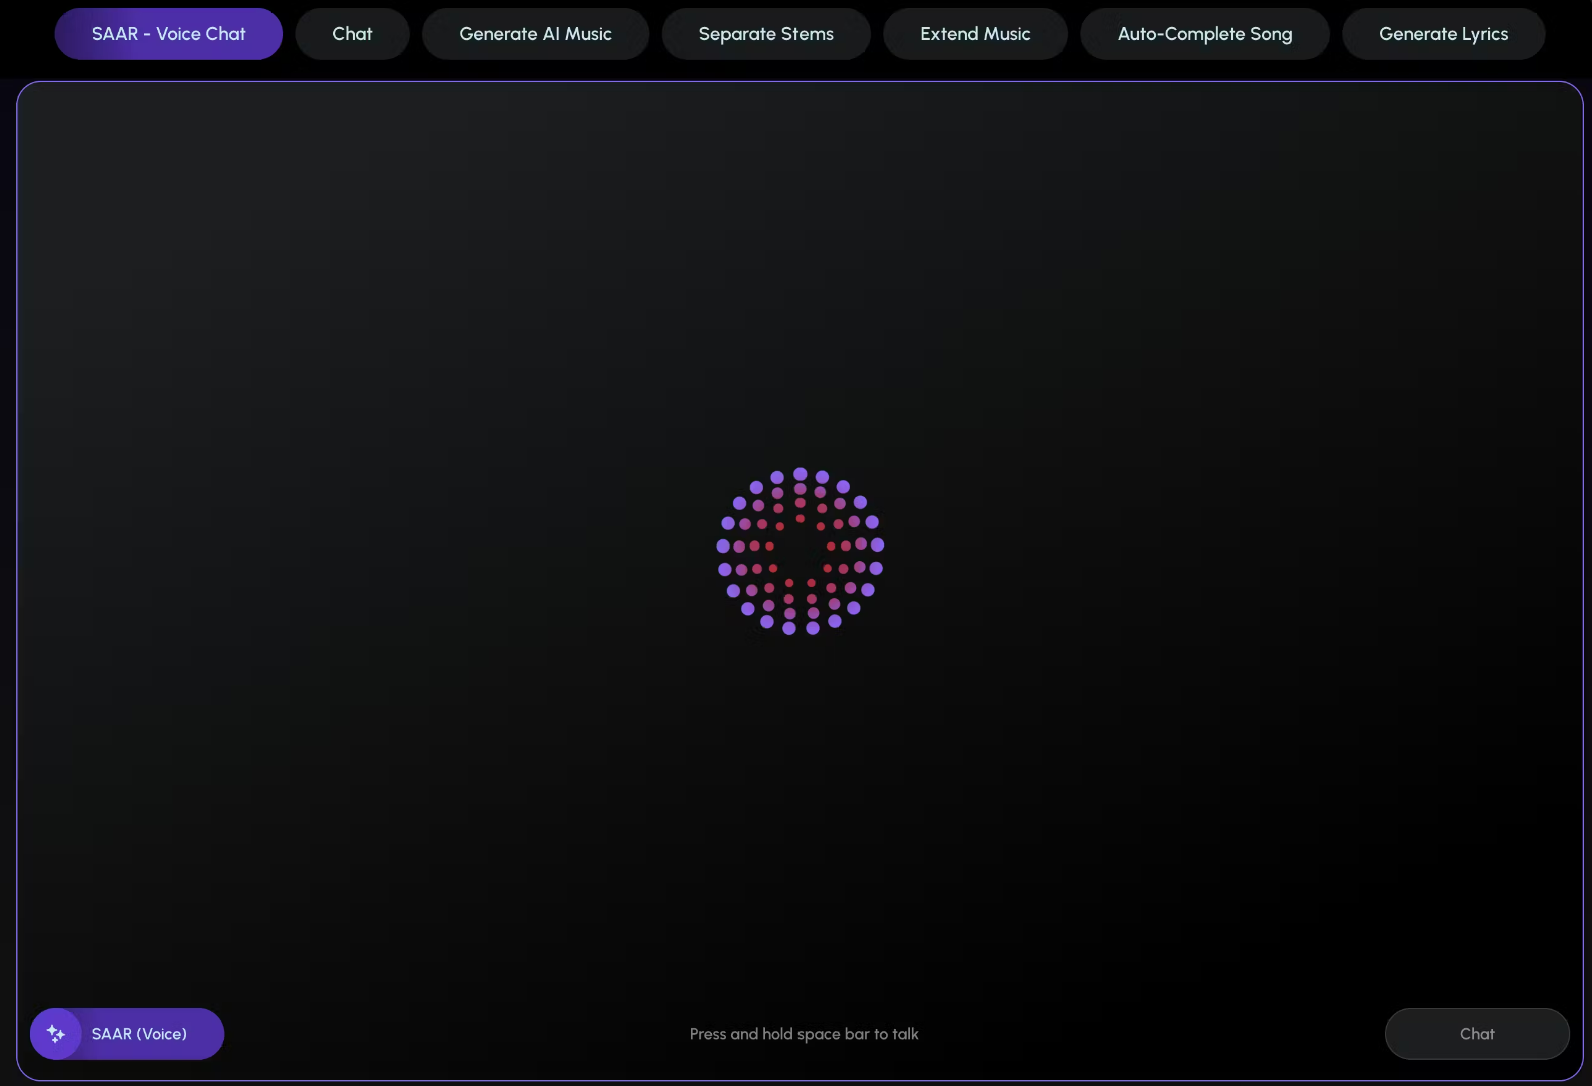 SAAR - Voice Chat
Chat
Generate AI Music
Separate Stems
Extend Music
Auto-Complete Song
Generate Lyrics
SAAR (Voice)
Press and hold space bar to talk
Chat